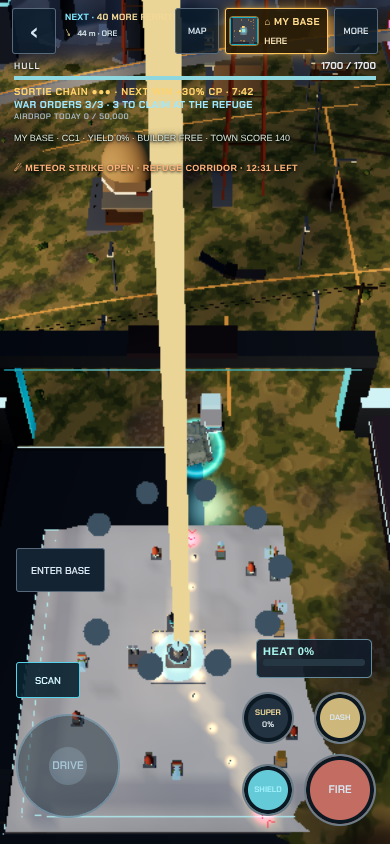 ‹
NEXT · 40 MORE
44 m · ORE
MAP
⌂ MY BASE
HERE
MORE
HULL
1700 / 1700
SORTIE CHAIN ●●● · NEXT 30% CP · 7:42
WAR ORDERS 3/3 · 3 TO CLAIM AT THE REFUGE
AIRDROP TODAY 0 / 50,000
MY BASE · CC1 · YIELD 0% · BUILDER FREE · TOWN SCORE 140
METEOR STRIKE OPEN · REFUGE CORRIDOR · 12:31 LEFT
ENTER BASE
HEAT 0%
SCAN
SUPER
0%
DASH
DRIVE
SHIELD
FIRE